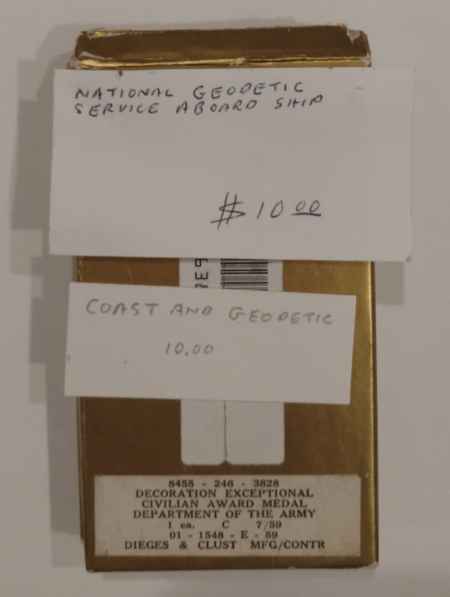 NATIONAL GEODETIC
SERVICE ABOARD SHIP
$10.00
COAST AND GEODETIC
10.00
8455 - 246 - 3828
DECORATION EXCEPTIONAL
CIVILIAN AWARD MEDAL
DEPARTMENT OF THE ARMY
1 ea. C 7/59
01 - 1548 - E - 59
DIEGES & CLUST MFG/CONTR